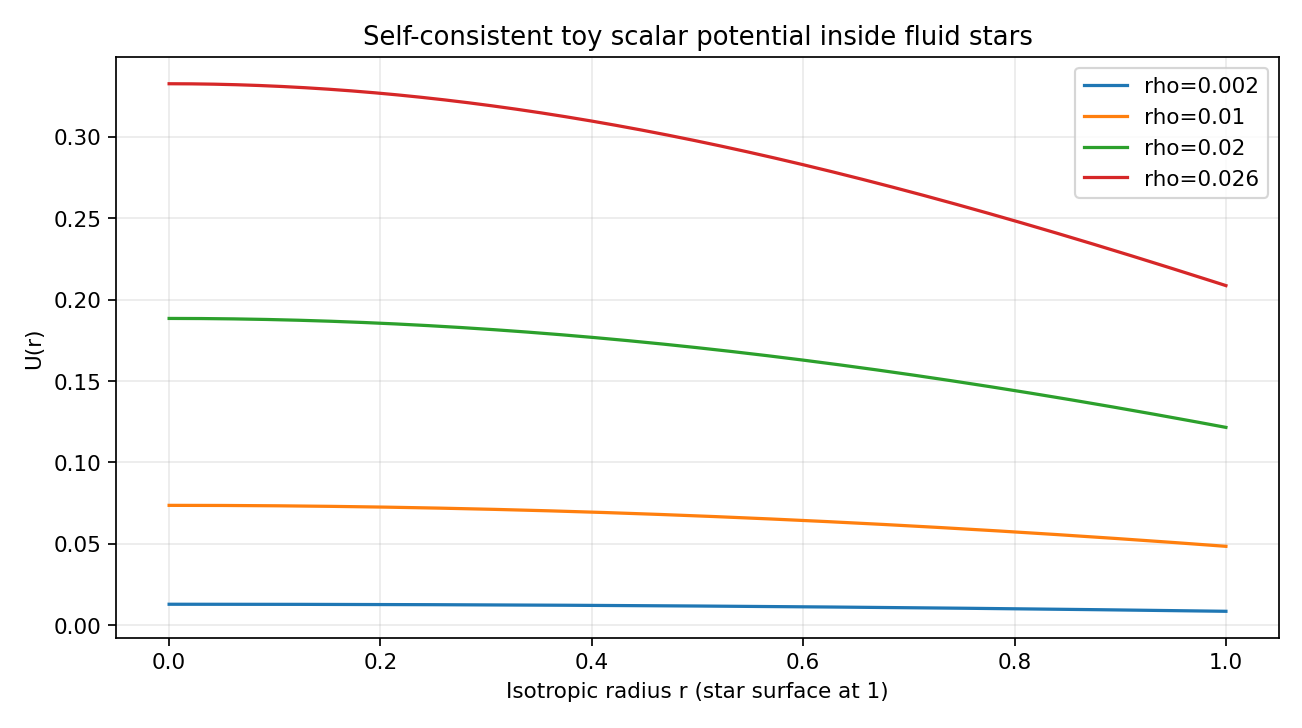 Self-consistent toy scalar potential inside fluid stars
rho=0.002
rho=0.01
rho=0.02
rho=0.026
U(r)
0.30
0.25
0.20
0.15
0.10
0.05
0.00
0.0 0.2 0.4 0.6 0.8 1.0
Isotropic radius r (star surface at 1)